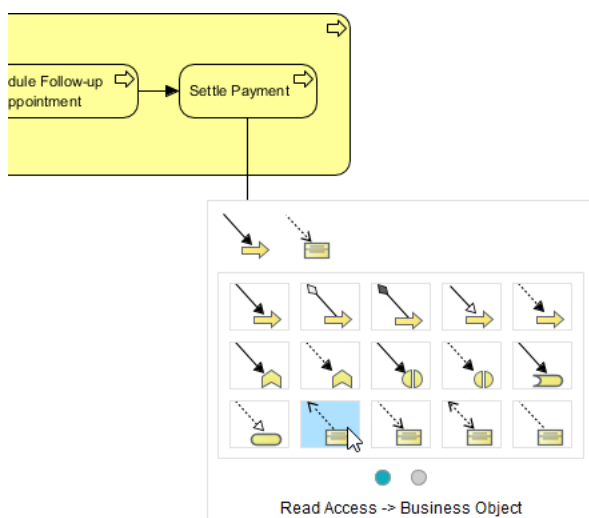 dule Follow-up
ppointment
Settle Payment
Read Access -> Business Object